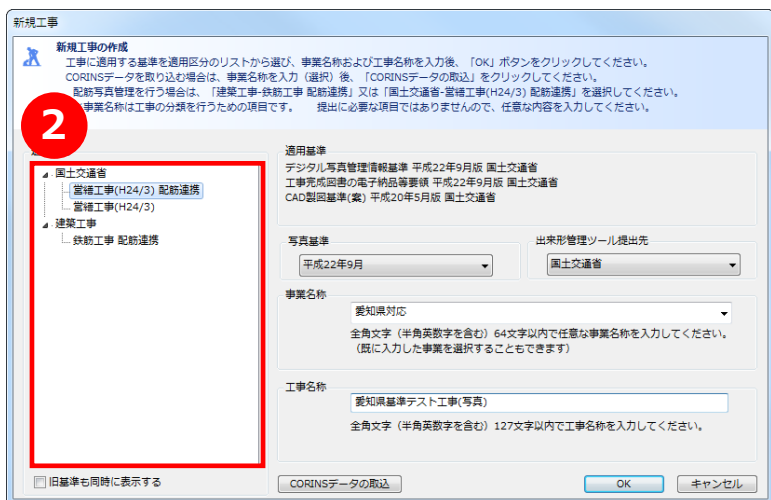 新規工事
新規工事の作成
工事に適用する基準を適用区分のリストから選び、事業名称および工事名称を入力後、「OK」ボタンをクリックしてください。
CORINSデータを取り込む場合は、事業名称を入力（選択）後、「CORINSデータの取込」をクリックしてください。
配筋写真管理を行う場合は、「建築工事-鉄筋工事 配筋連携」又は「国土交通省-営繕工事(H24/3) 配筋連携」を選択してください。
事業名称は工事の分類を行うための項目です。　提出に必要な項目ではありませんので、任意な内容を入力してください。
2
国土交通省
営繕工事(H24/3) 配筋連携
営繕工事(H24/3)
建築工事
鉄筋工事 配筋連携
旧基準も同時に表示する
適用基準
デジタル写真管理情報基準 平成22年9月版 国土交通省
工事完成図書の電子納品等要領 平成22年9月版 国土交通省
CAD製図基準(案) 平成20年5月版 国土交通省
写真基準
平成22年9月
出来形管理ツール提出先
国土交通省
事業名称
愛知県対応
全角文字（半角英数字を含む）64文字以内で任意な事業名称を入力してください。
（既に入力した事業を選択することもできます）
工事名称
愛知県基準テスト工事(写真)
全角文字（半角英数字を含む）127文字以内で工事名称を入力してください。
CORINSデータの取込
OK
キャンセル